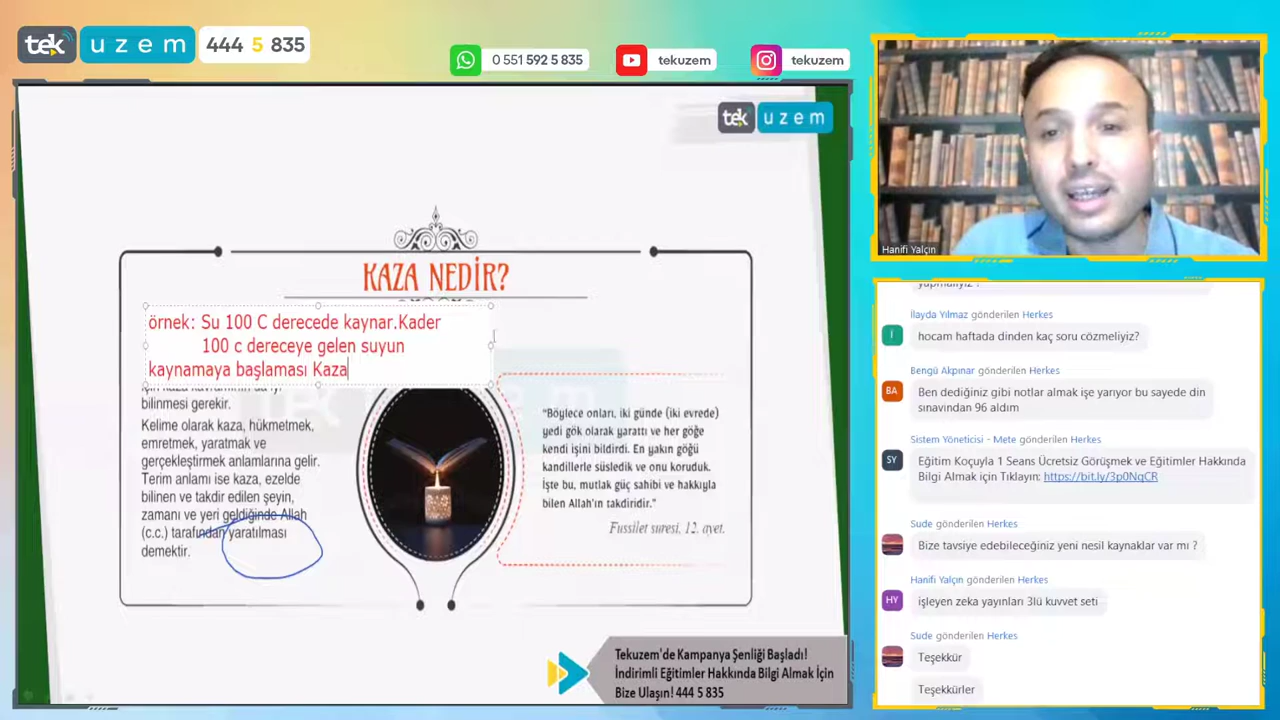 tek uzem 444 5 835
0 551 592 5 835
tekuzem
tekuzem
tek uzem
KAZA NEDİR?
örnek: Su 100 C derecede kaynar.Kader
100 c dereceye gelen suyun
kaynamaya başlaması Kaza
bilinmesi gerekir.
Kelime olarak kaza, hükmetmek,
emretmek, yaratmak ve
gerçekleştirmek anlamlarına gelir.
Terim anlamı ise kaza, ezelde
bilinen ve takdir edilen şeyin,
zamanı ve yeri geldiğinde Allah
(c.c.) tarafından yaratılması
demektir.
"Böylece onları, iki günde (iki evrede)
yedi gök olarak yarattı ve her göğe
kendi işini bildirdi. En yakın göğü
kandillerle süsledik ve onu koruduk.
İşte bu, mutlak güç sahibi ve hakkıyla
bilen Allah'ın takdiridir."
Fussilet suresi, 12. ayet.
Tekuzem'de Kampanya Şenliği Başladı!
İndirimli Eğitimler Hakkında Bilgi Almak İçin
Bize Ulaşın! 444 5 835
Hanifi Yalçın
İlayda Yılmaz gönderilen Herkes
İ
hocam haftada dinden kaç soru cözmeliyiz?
Bengü Akpınar gönderilen Herkes
BA
Ben dediğiniz gibi notlar almak işe yarıyor bu sayede din
sınavından 96 aldım
Sistem Yöneticisi - Mete gönderilen Herkes
SY
Eğitim Koçuyla 1 Seans Ücretsiz Görüşmek ve Eğitimler Hakkında
Bilgi Almak için Tıklayın: https://bit.ly/3p0NqCR
Sude gönderilen Herkes
Bize tavsiye edebileceğiniz yeni nesil kaynaklar var mı ?
Hanifi Yalçın gönderilen Herkes
HY
işleyen zeka yayınları 3lü kuvvet seti
Sude gönderilen Herkes
Teşekkür
Teşekkürler